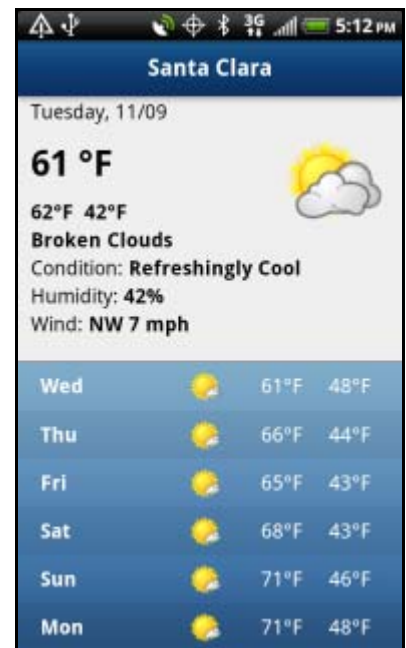 3G 5:12 PM
Santa Clara
Tuesday, 11/09
61 °F
62°F 42°F
Broken Clouds
Condition: Refreshingly Cool
Humidity: 42%
Wind: NW 7 mph
Wed 61°F 48°F
Thu 66°F 44°F
Fri 65°F 43°F
Sat 68°F 43°F
Sun 71°F 46°F
Mon 71°F 48°F